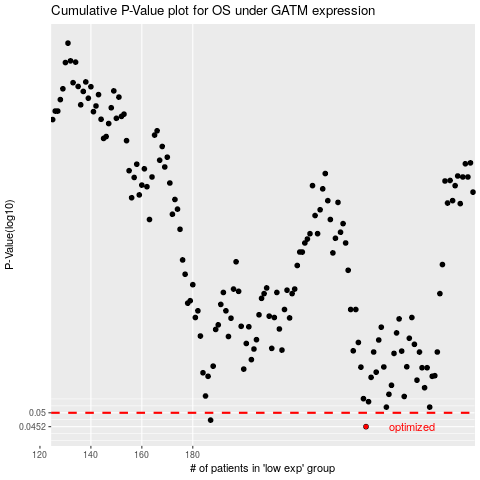 Cumulative P-Value plot for OS under GATM expression
P-Value(log10)
0.05
0.0452
optimized
120 140 160 180
# of patients in 'low exp' group